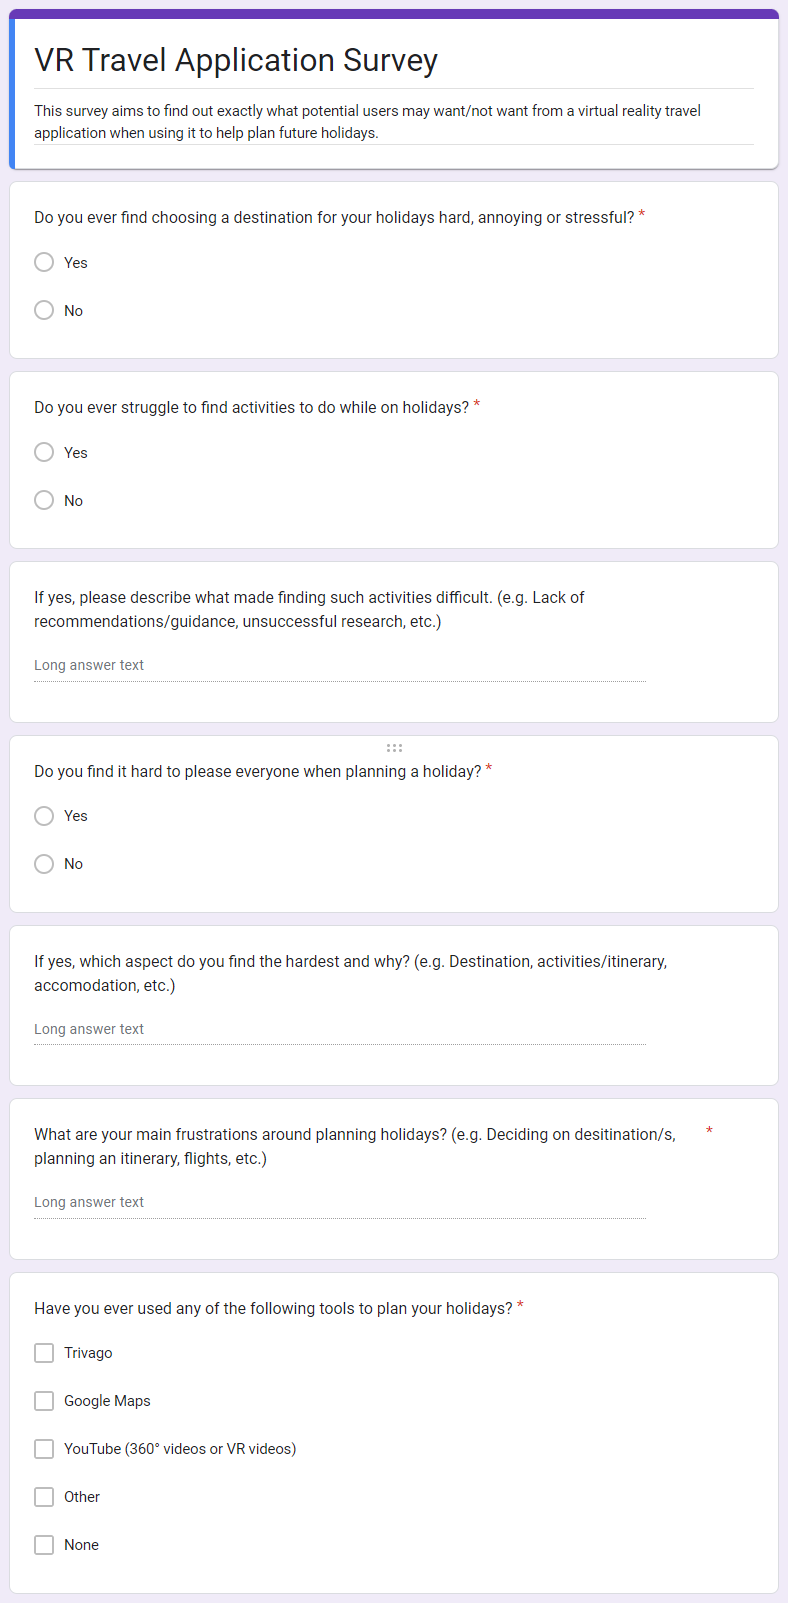 VR Travel Application Survey
This survey aims to find out exactly what potential users may want/not want from a virtual reality travel
application when using it to help plan future holidays.
Do you ever find choosing a destination for your holidays hard, annoying or stressful? *
Yes
No
Do you ever struggle to find activities to do while on holidays? *
Yes
No
If yes, please describe what made finding such activities difficult. (e.g. Lack of
recommendations/guidance, unsuccessful research, etc.)
Long answer text
Do you find it hard to please everyone when planning a holiday? *
Yes
No
If yes, which aspect do you find the hardest and why? (e.g. Destination, activities/itinerary,
accomodation, etc.)
Long answer text
What are your main frustrations around planning holidays? (e.g. Deciding on desitination/s, *
planning an itinerary, flights, etc.)
Long answer text
Have you ever used any of the following tools to plan your holidays? *
Trivago
Google Maps
YouTube (360° videos or VR videos)
Other
None